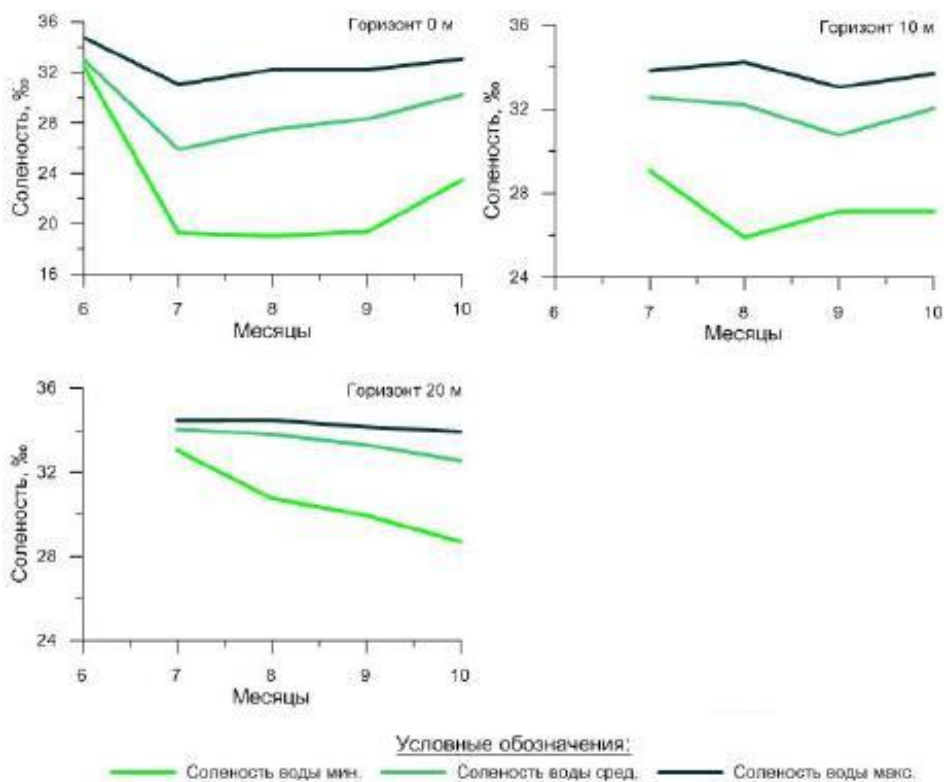 Горизонт 0 м
Соленость, ‰
36
32
28
24
20
16
6 7 8 9 10
Месяцы
Горизонт 10 м
Соленость, ‰
36
32
28
24
6 7 8 9 10
Месяцы
Горизонт 20 м
Соленость, ‰
36
32
28
24
6 7 8 9 10
Месяцы
Условные обозначения:
Соленость воды мин. Соленость воды сред. Соленость воды макс.